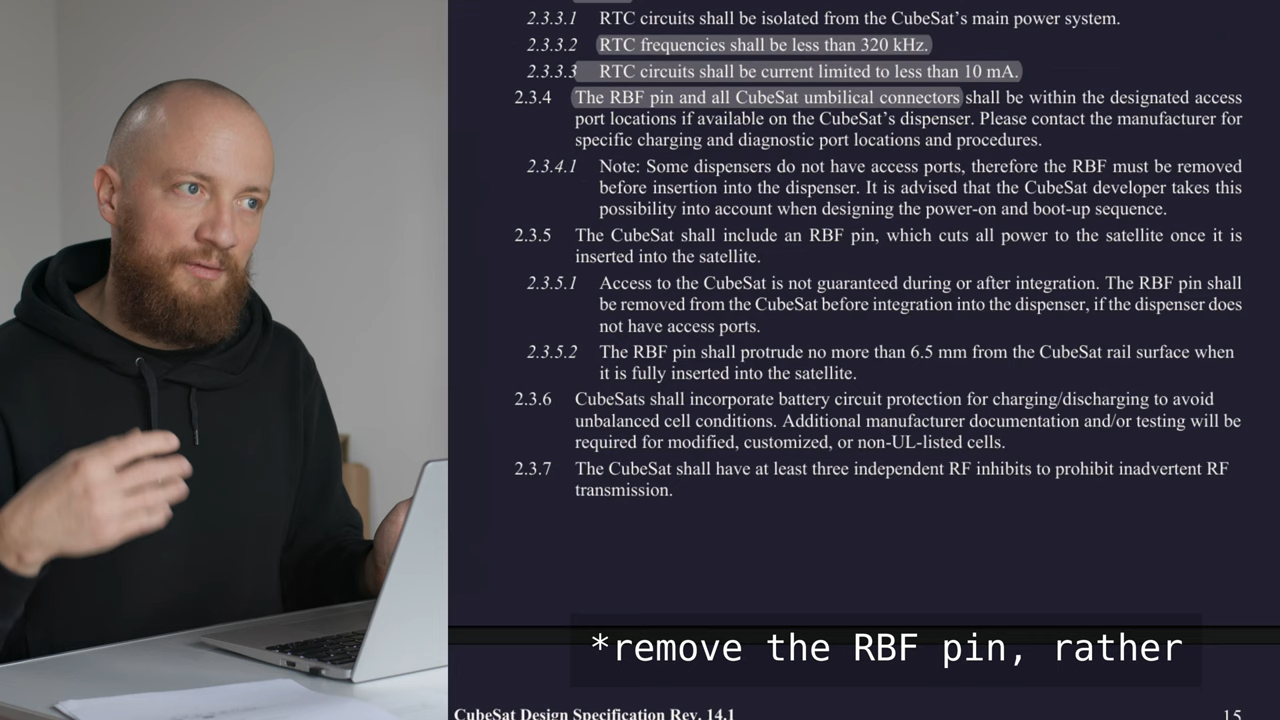 2.3.3.1 RTC circuits shall be isolated from the CubeSat’s main power system.
2.3.3.2 RTC frequencies shall be less than 320 kHz.
2.3.3.3 RTC circuits shall be current limited to less than 10 mA.
2.3.4 The RBF pin and all CubeSat umbilical connectors shall be within the designated access
port locations if available on the CubeSat’s dispenser. Please contact the manufacturer for
specific charging and diagnostic port locations and procedures.
2.3.4.1 Note: Some dispensers do not have access ports, therefore the RBF must be removed
before insertion into the dispenser. It is advised that the CubeSat developer takes this
possibility into account when designing the power-on and boot-up sequence.
2.3.5 The CubeSat shall include an RBF pin, which cuts all power to the satellite once it is
inserted into the satellite.
2.3.5.1 Access to the CubeSat is not guaranteed during or after integration. The RBF pin shall
be removed from the CubeSat before integration into the dispenser, if the dispenser does
not have access ports.
2.3.5.2 The RBF pin shall protrude no more than 6.5 mm from the CubeSat rail surface when
it is fully inserted into the satellite.
2.3.6 CubeSats shall incorporate battery circuit protection for charging/discharging to avoid
unbalanced cell conditions. Additional manufacturer documentation and/or testing will be
required for modified, customized, or non-UL-listed cells.
2.3.7 The CubeSat shall have at least three independent RF inhibits to prohibit inadvertent RF
transmission.
*remove the RBF pin, rather
CubeSat Design Specification Rev. 14.1 15